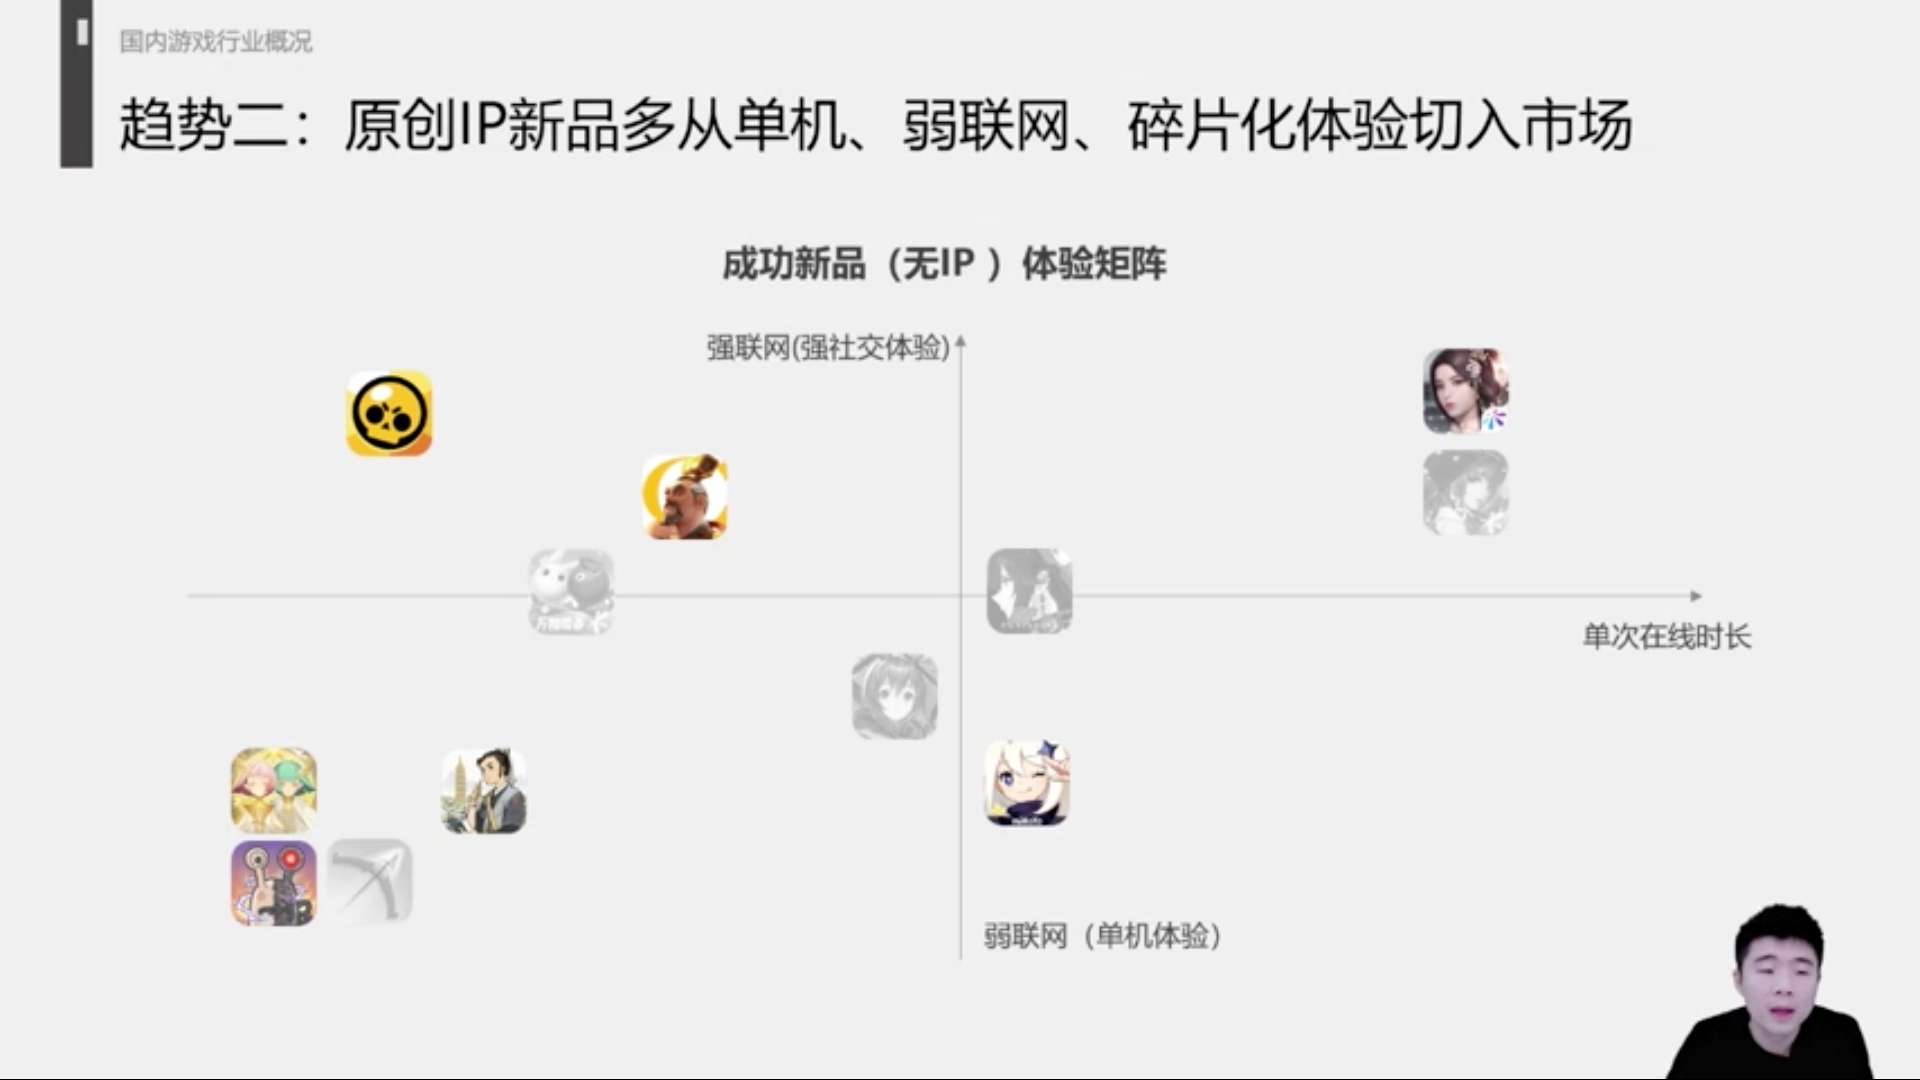 国内游戏行业概况
趋势二：原创IP新品多从单机、弱联网、碎片化体验切入市场
成功新品（无IP ）体验矩阵
强联网(强社交体验)
单次在线时长
弱联网（单机体验）